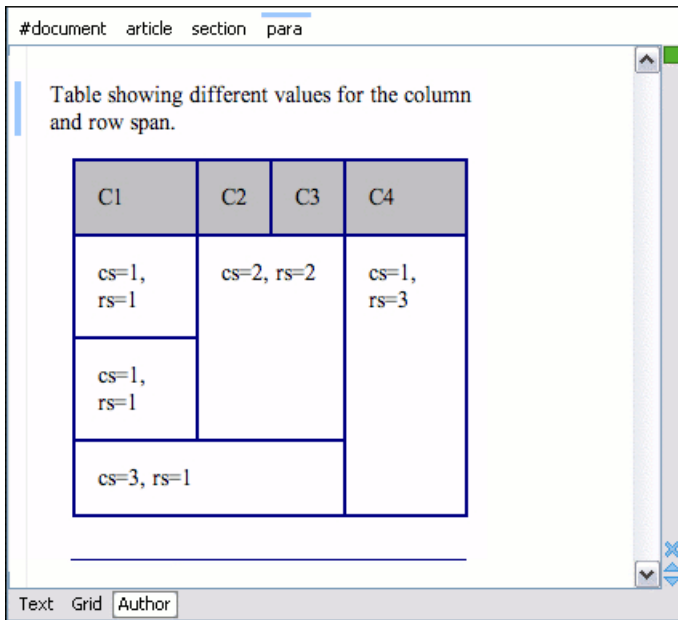 #document article section para
Table showing different values for the column
and row span.
C1 C2 C3 C4
cs=1, cs=2, rs=2 cs=1,
rs=1 rs=3
cs=1,
rs=1
cs=3, rs=1
Text Grid Author